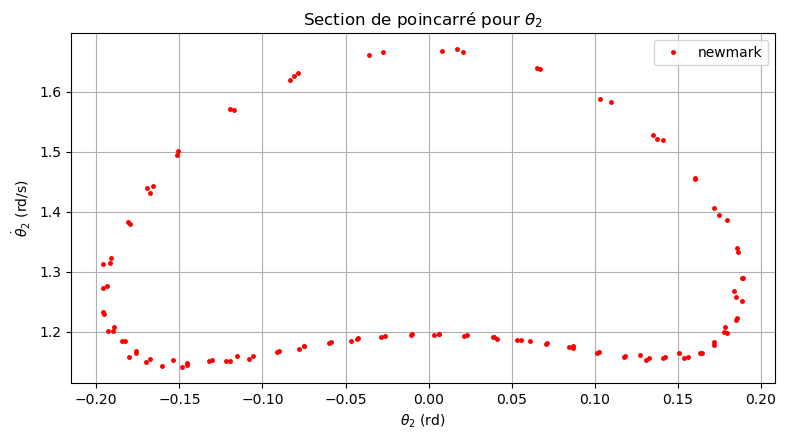 Section de poincarré pour θ₂
newmark
1.6
1.5
1.4
1.3
1.2
θ̇₂ (rd/s)
−0.20 −0.15 −0.10 −0.05 0.00 0.05 0.10 0.15 0.20
θ₂ (rd)